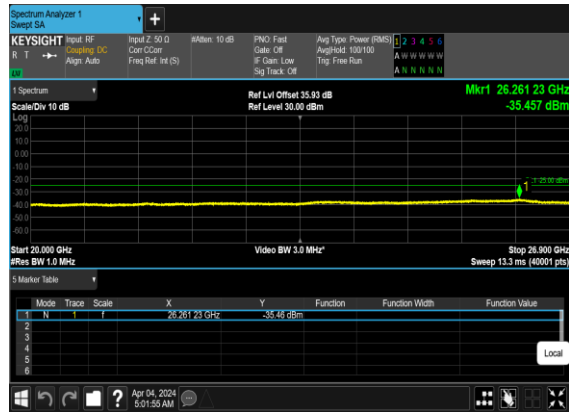 Spectrum Analyzer 1
Swept SA
+
KEYSIGHT
R T
LW
Input: RF
Coupling: DC
Align: Auto
Input Z: 50 Ω
Corr CCorr
Freq Ref: Int (S)
#Atten: 10 dB
PNO: Fast
Gate: Off
IF Gain: Low
Sig Track: Off
Avg Type: Power (RMS)
Avg|Hold: 100/100
Trig: Free Run
1 2 3 4 5 6
A W W W W W
A N N N N N
1 Spectrum
Scale/Div 10 dB
Ref Lvl Offset 35.93 dB
Ref Level 30.00 dBm
Mkr1 26.261 23 GHz
-35.457 dBm
Log
20.0
10.0
0.00
-10.0
-20.0
-30.0
-40.0
-50.0
-60.0
1
-25.00 dBm
Start 20.000 GHz
#Res BW 1.0 MHz
Video BW 3.0 MHz*
Stop 26.900 GHz
Sweep 13.3 ms (40001 pts)
5 Marker Table
Mode Trace Scale X Y Function Function Width Function Value
1 N 1 f 26.261 23 GHz -35.46 dBm
2
3
4
5
6
Local
?
Apr 04, 2024
5:01:55 AM